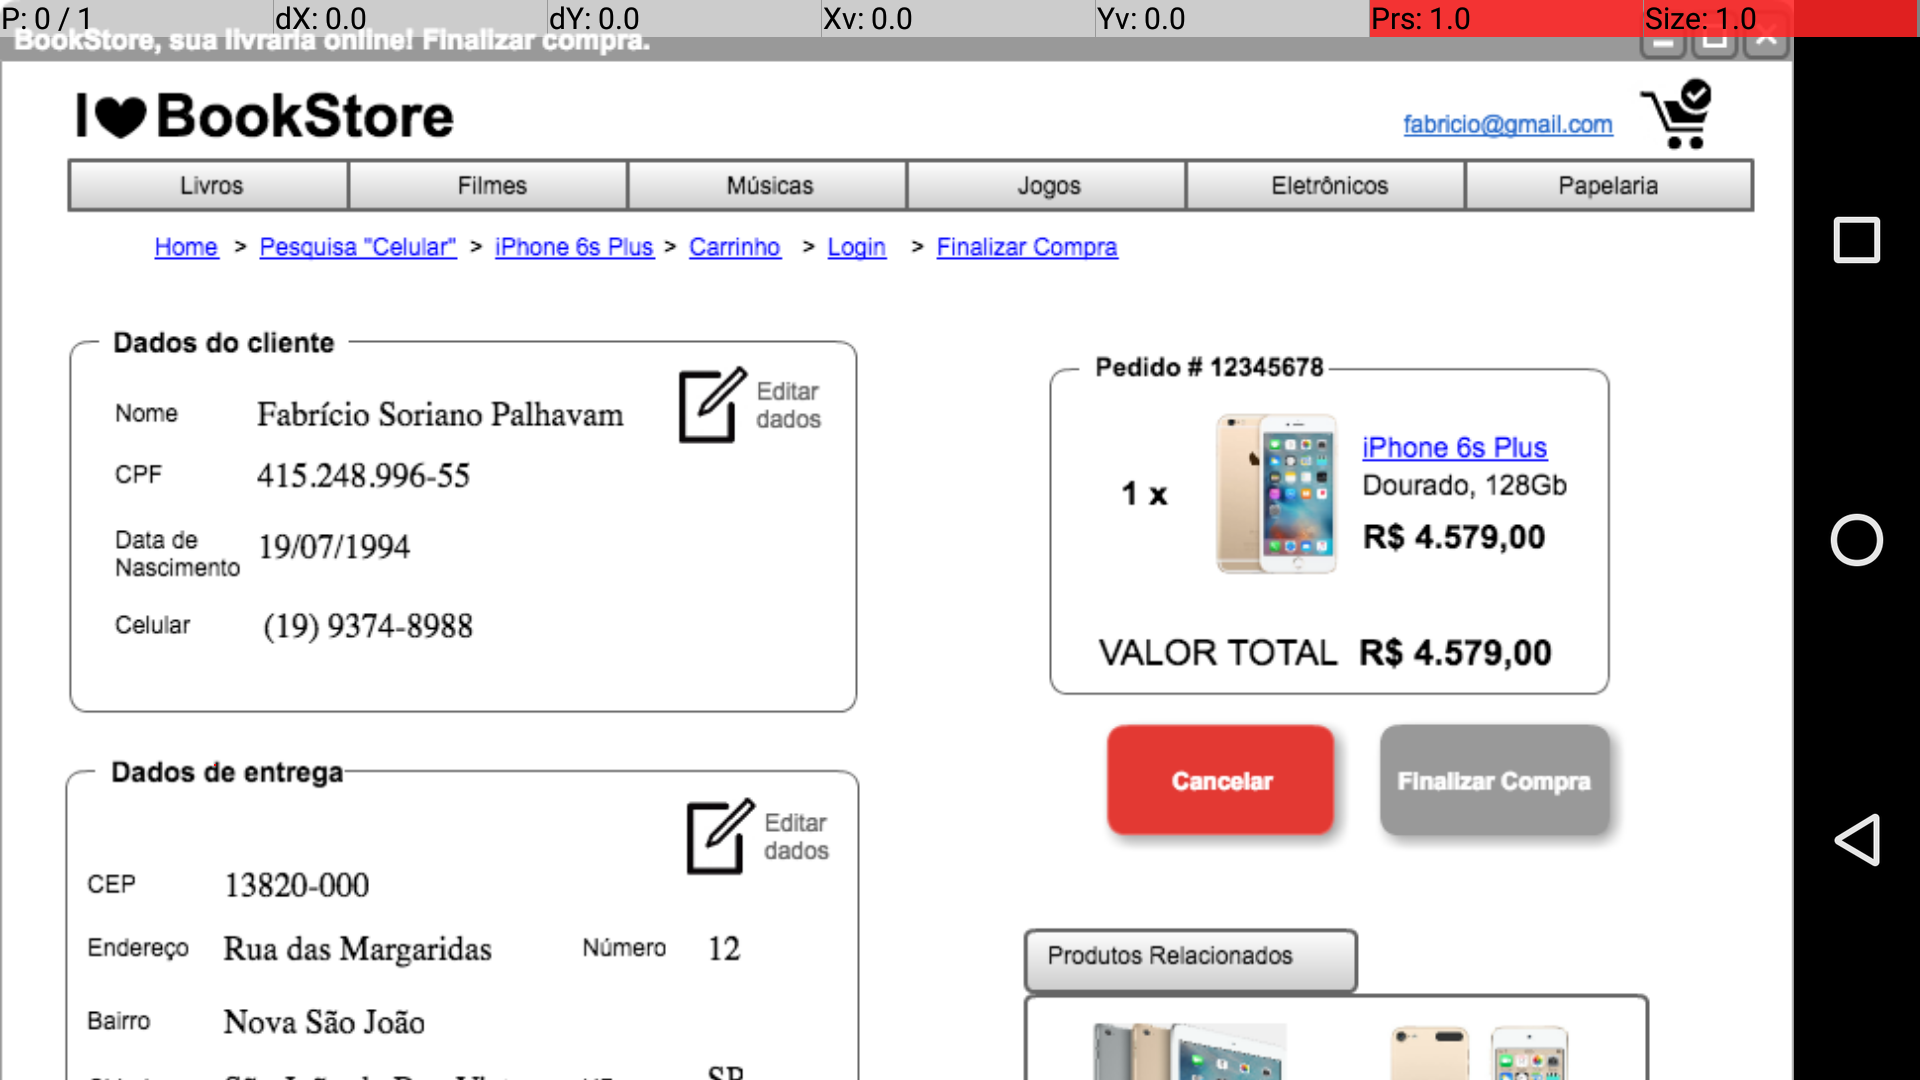 P: 0 / 1 dX: 0.0 dY: 0.0 Xv: 0.0 Yv: 0.0 Prs: 1.0 Size: 1.0
BookStore, sua livraria online! Finalizar compra.
I BookStore
fabricio@gmail.com
Livros Filmes Músicas Jogos Eletrônicos Papelaria
Home > Pesquisa "Celular" > iPhone 6s Plus > Carrinho > Login > Finalizar Compra
Dados do cliente
Editar
dados
Nome Fabrício Soriano Palhavam
CPF 415.248.996-55
Data de
Nascimento 19/07/1994
Celular (19) 9374-8988
Pedido # 12345678
1 x
iPhone 6s Plus
Dourado, 128Gb
R$ 4.579,00
VALOR TOTAL R$ 4.579,00
Cancelar Finalizar Compra
Dados de entrega
Editar
dados
CEP 13820-000
Endereço Rua das Margaridas Número 12
Bairro Nova São João
SP
Produtos Relacionados